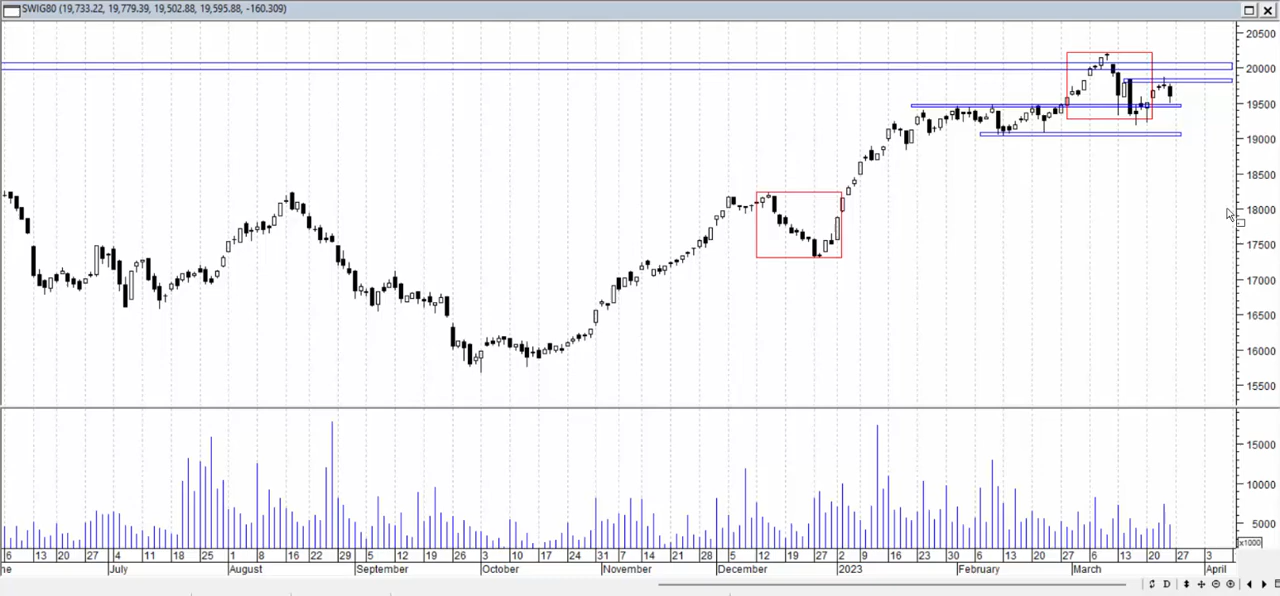 SWIG80 (19,733.22, 19,779.39, 19,502.88, 19,595.88, -160.309)
20500
20000
19500
19000
18500
18000
17500
17000
16500
16000
15500
15000
10000
5000
x1000
6 13 20 27 4 11 18 25 1 8 16 22 29 5 12 19 26 3 10 17 24 31 7 14 21 28 5 12 19 27 2 9 16 23 30 6 13 20 27 6 13 20 27 3
ne July August September October November December 2023 February March April
D